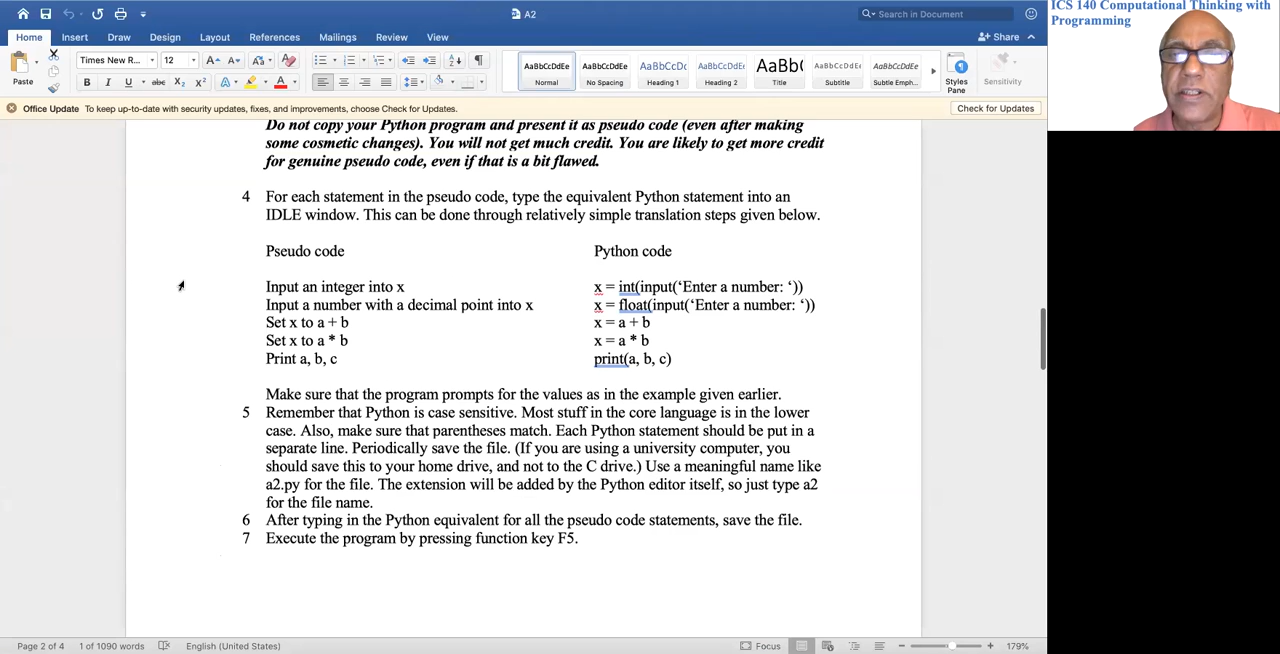 A2
Search in Document
ICS 140 Computational Thinking with
Programming
Home Insert Draw Design Layout References Mailings Review View Share
Paste
Times New R... 12
B I U abc X₂ X²
AaBbCcDdEe AaBbCcDdEe AaBbCcDc AaBbCcDdEe AaBb( AaBbCcDdEe AaBbCcDdEe
Normal No Spacing Heading 1 Heading 2 Title Subtitle Subtle Emph...
Styles
Pane
Sensitivity
Office Update To keep up-to-date with security updates, fixes, and improvements, choose Check for Updates. Check for Updates
Do not copy your Python program and present it as pseudo code (even after making
some cosmetic changes). You will not get much credit. You are likely to get more credit
for genuine pseudo code, even if that is a bit flawed.
4 For each statement in the pseudo code, type the equivalent Python statement into an
IDLE window. This can be done through relatively simple translation steps given below.
Pseudo code Python code
Input an integer into x x = int(input(‘Enter a number: ‘))
Input a number with a decimal point into x x = float(input(‘Enter a number: ‘))
Set x to a + b x = a + b
Set x to a * b x = a * b
Print a, b, c print(a, b, c)
Make sure that the program prompts for the values as in the example given earlier.
5 Remember that Python is case sensitive. Most stuff in the core language is in the lower
case. Also, make sure that parentheses match. Each Python statement should be put in a
separate line. Periodically save the file. (If you are using a university computer, you
should save this to your home drive, and not to the C drive.) Use a meaningful name like
a2.py for the file. The extension will be added by the Python editor itself, so just type a2
for the file name.
6 After typing in the Python equivalent for all the pseudo code statements, save the file.
7 Execute the program by pressing function key F5.
Page 2 of 4 1 of 1090 words English (United States) Focus 179%